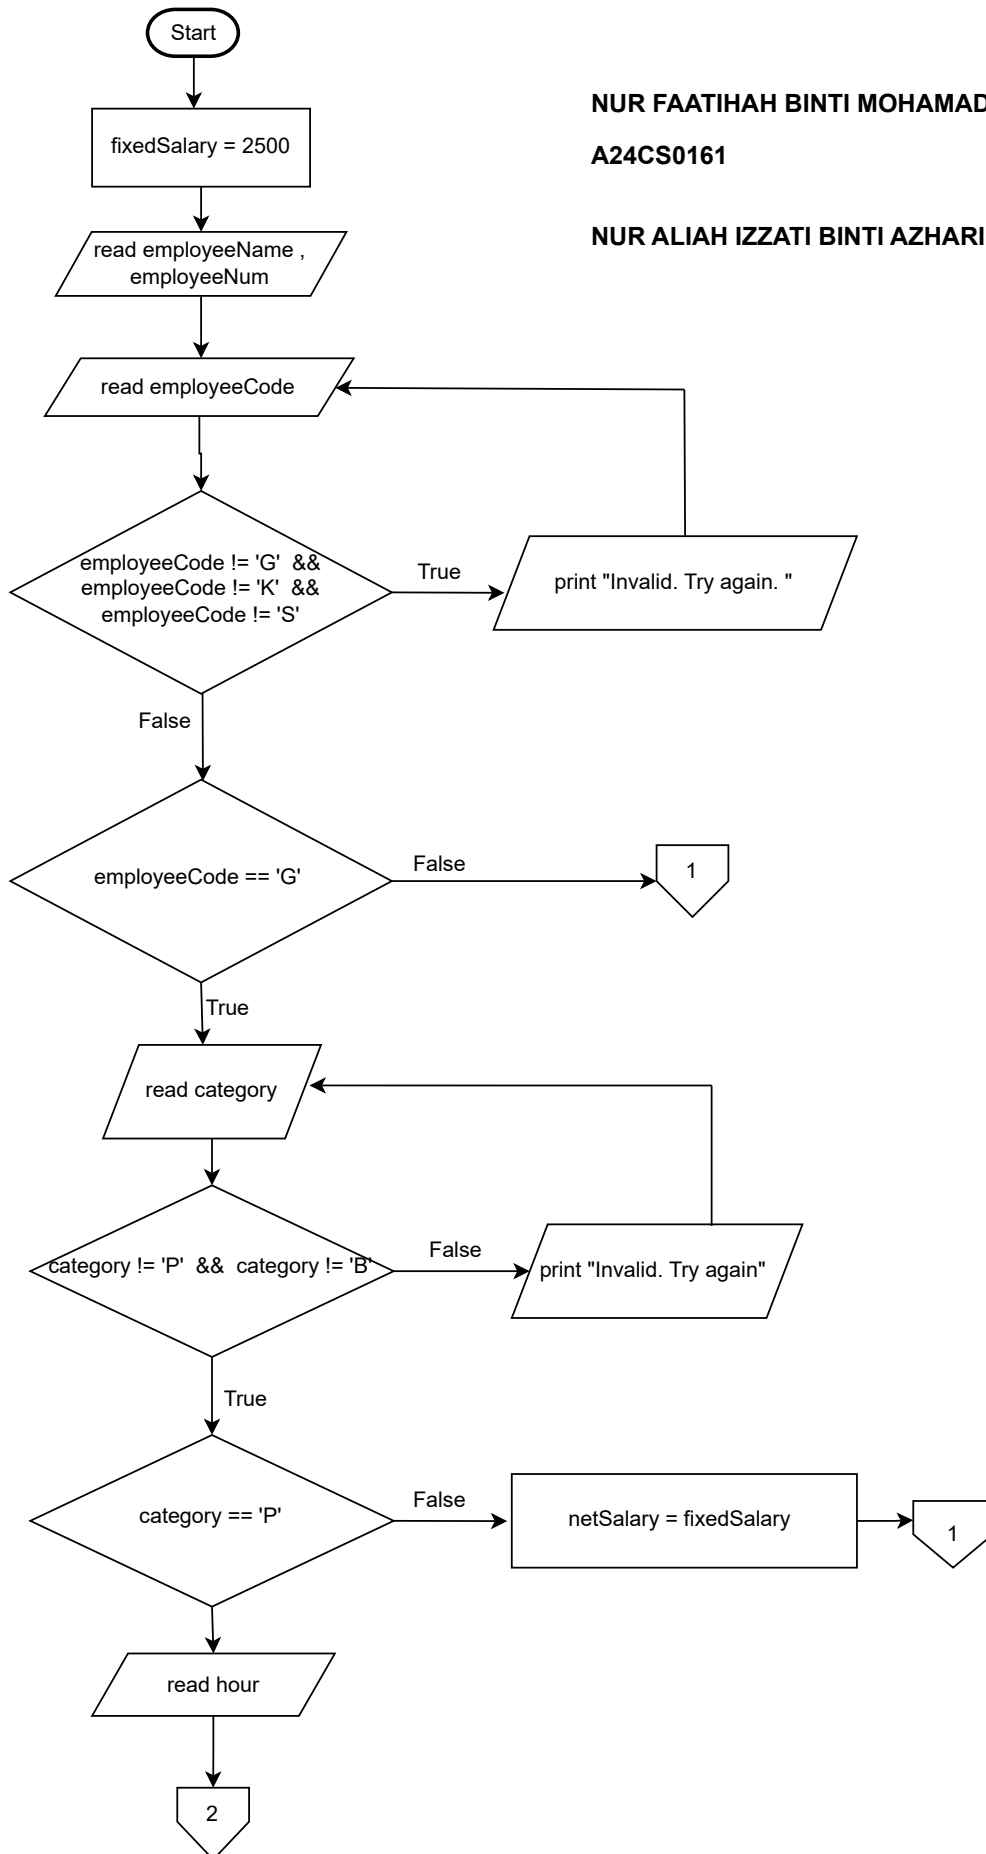 Start
NUR FAATIHAH BINTI MOHAMAD
fixedSalary = 2500
A24CS0161
read employeeName ,
employeeNum
NUR ALIAH IZZATI BINTI AZHARI
read employeeCode
employeeCode != 'G'  &&
employeeCode != 'K'  &&
employeeCode != 'S'
True
print "Invalid. Try again. "
False
employeeCode == 'G'
False
1
True
read category
category != 'P'  &&  category != 'B'
False
print "Invalid. Try again"
True
category == 'P'
False
netSalary = fixedSalary
1
read hour
2